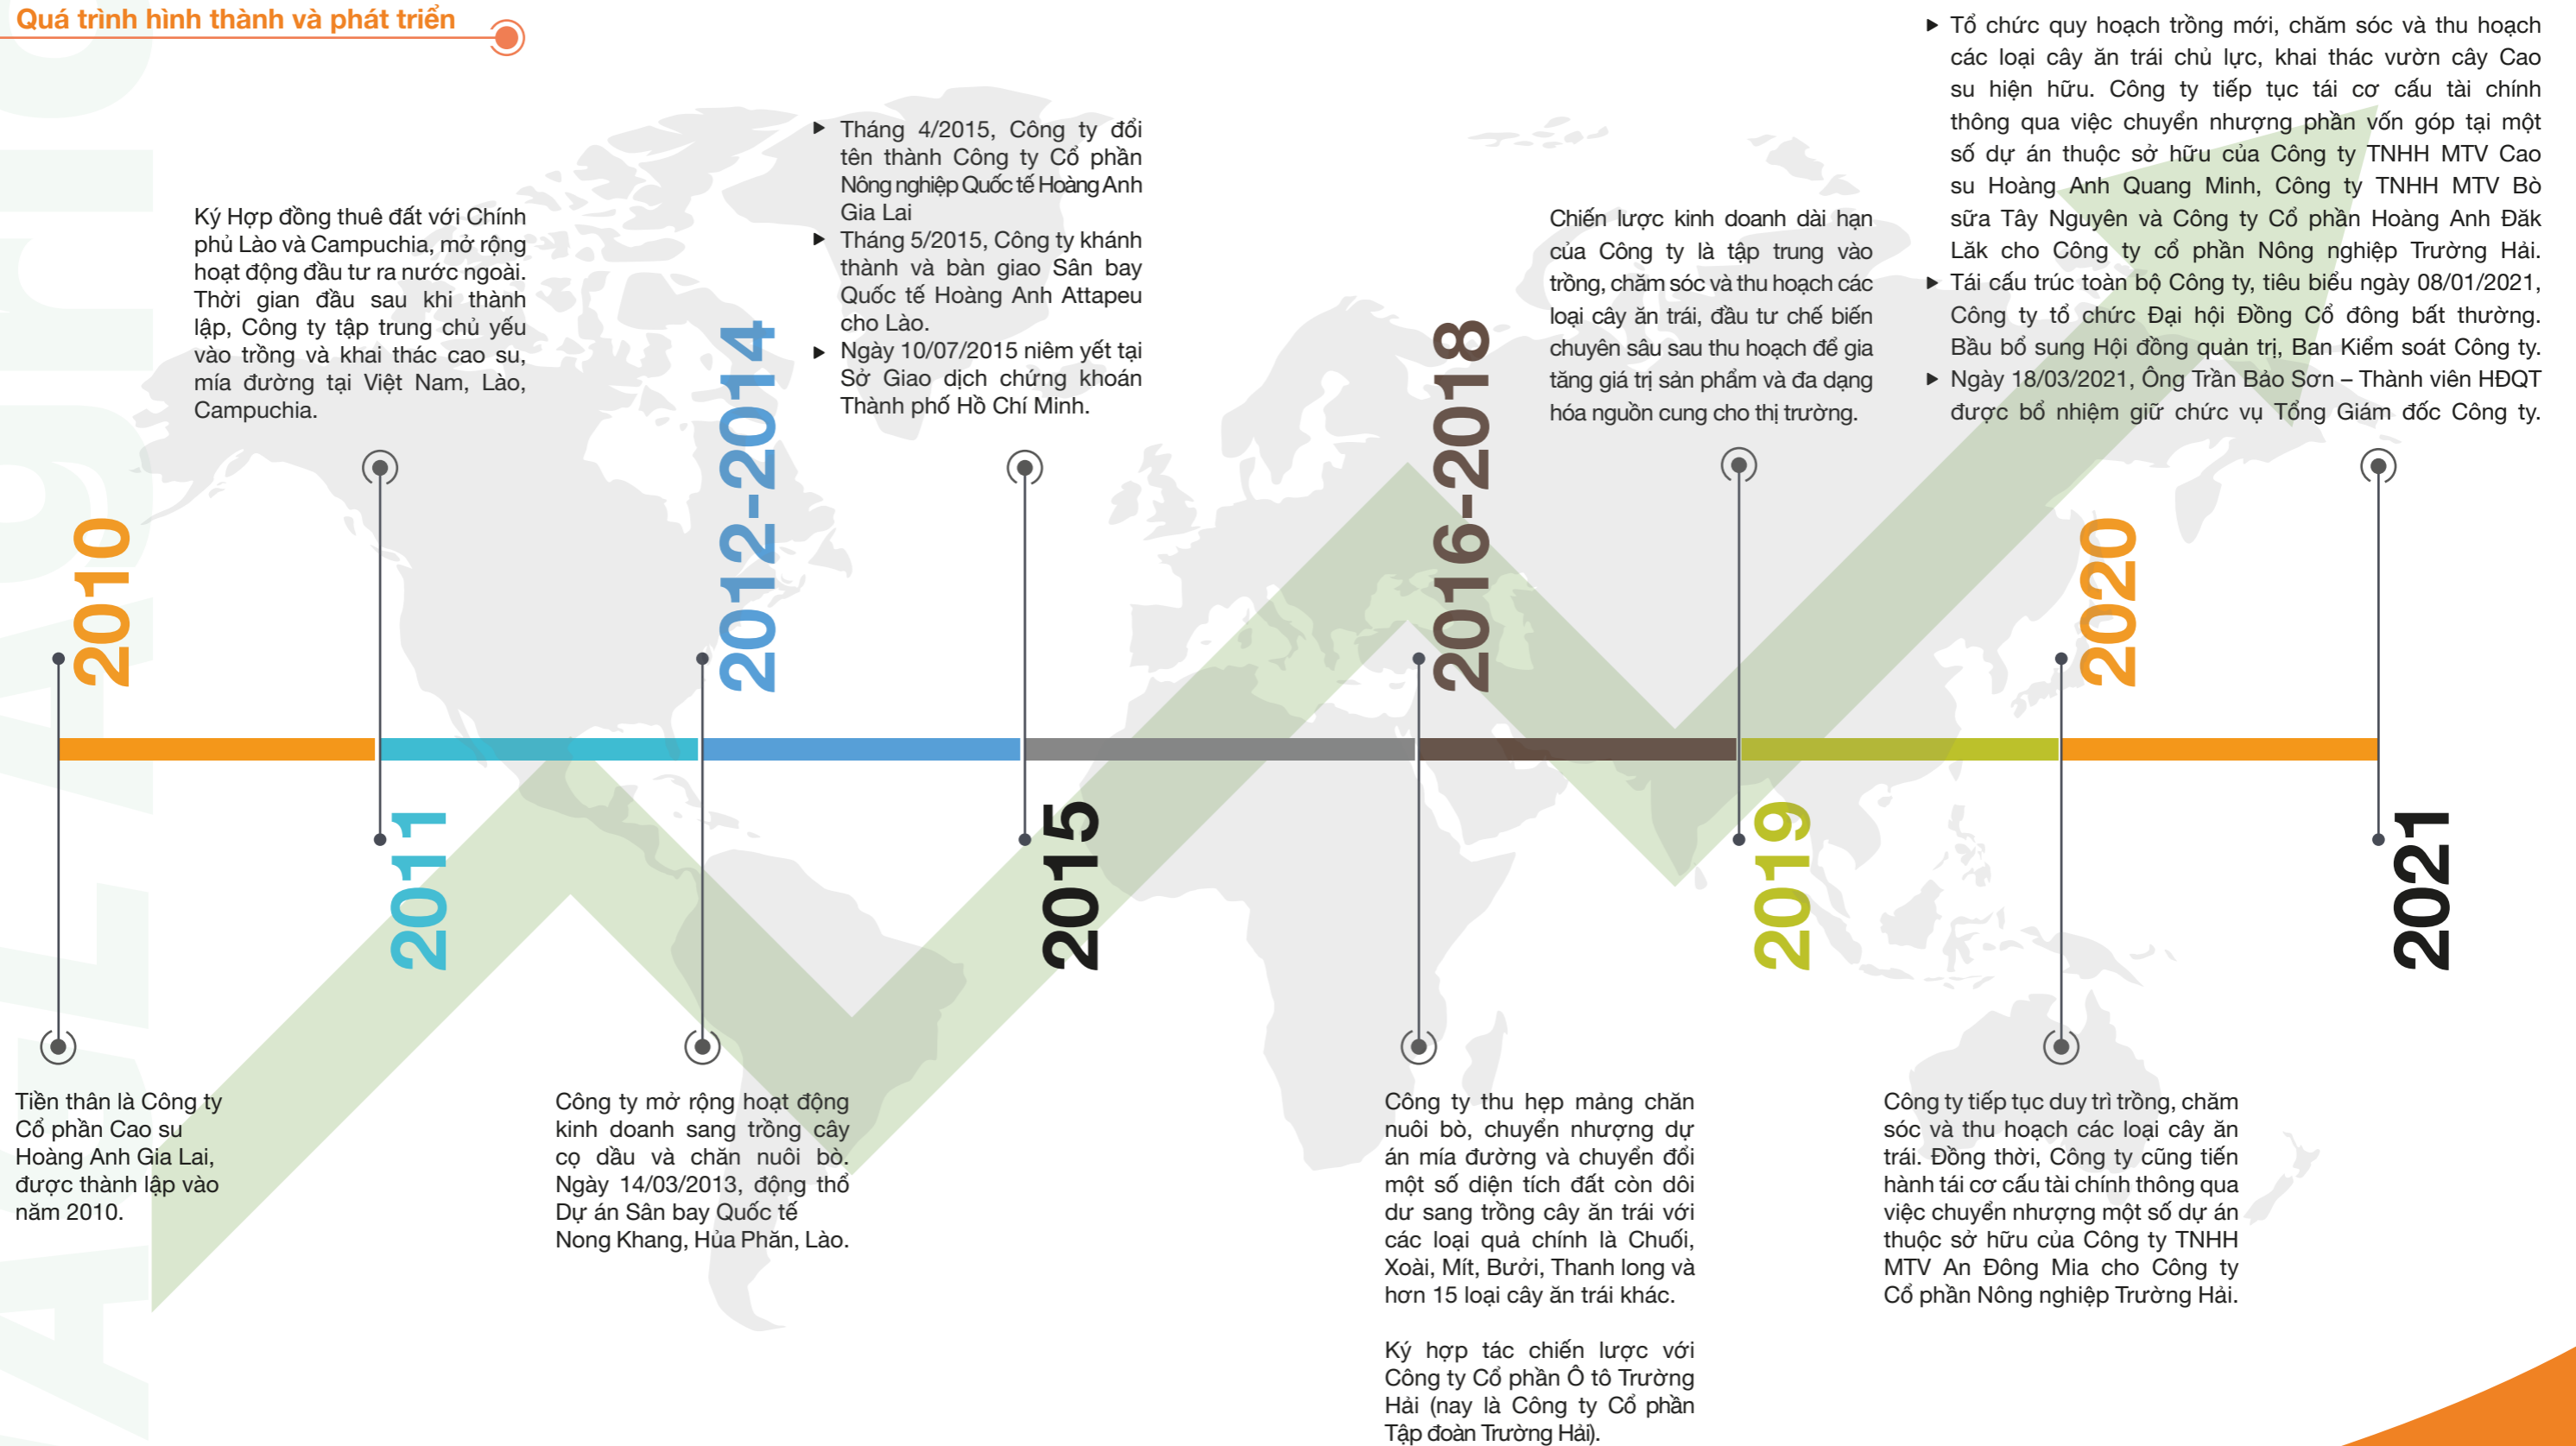 Quá trình hình thành và phát triển
2010
Tiền thân là Công ty
Cổ phần Cao su
Hoàng Anh Gia Lai,
được thành lập vào
năm 2010.
Ký Hợp đồng thuê đất với Chính
phủ Lào và Campuchia, mở rộng
hoạt động đầu tư ra nước ngoài.
Thời gian đầu sau khi thành
lập, Công ty tập trung chủ yếu
vào trồng và khai thác cao su,
mía đường tại Việt Nam, Lào,
Campuchia.
2011
2012-2014
Công ty mở rộng hoạt động
kinh doanh sang trồng cây
cọ dầu và chăn nuôi bò.
Ngày 14/03/2013, động thổ
Dự án Sân bay Quốc tế
Nong Khang, Hủa Phăn, Lào.
▶ Tháng 4/2015, Công ty đổi
tên thành Công ty Cổ phần
Nông nghiệp Quốc tế Hoàng Anh
Gia Lai
▶ Tháng 5/2015, Công ty khánh
thành và bàn giao Sân bay
Quốc tế Hoàng Anh Attapeu
cho Lào.
▶ Ngày 10/07/2015 niêm yết tại
Sở Giao dịch chứng khoán
Thành phố Hồ Chí Minh.
2015
2016-2018
Công ty thu hẹp mảng chăn
nuôi bò, chuyển nhượng dự
án mía đường và chuyển đổi
một số diện tích đất còn dôi
dư sang trồng cây ăn trái với
các loại quả chính là Chuối,
Xoài, Mít, Bưởi, Thanh long và
hơn 15 loại cây ăn trái khác.
Ký hợp tác chiến lược với
Công ty Cổ phần Ô tô Trường
Hải (nay là Công ty Cổ phần
Tập đoàn Trường Hải).
Chiến lược kinh doanh dài hạn
của Công ty là tập trung vào
trồng, chăm sóc và thu hoạch các
loại cây ăn trái, đầu tư chế biến
chuyên sâu sau thu hoạch để gia
tăng giá trị sản phẩm và đa dạng
hóa nguồn cung cho thị trường.
2019
2020
Công ty tiếp tục duy trì trồng, chăm
sóc và thu hoạch các loại cây ăn
trái. Đồng thời, Công ty cũng tiến
hành tái cơ cấu tài chính thông qua
việc chuyển nhượng một số dự án
thuộc sở hữu của Công ty TNHH
MTV An Đông Mia cho Công ty
Cổ phần Nông nghiệp Trường Hải.
▶ Tổ chức quy hoạch trồng mới, chăm sóc và thu hoạch
các loại cây ăn trái chủ lực, khai thác vườn cây Cao
su hiện hữu. Công ty tiếp tục tái cơ cấu tài chính
thông qua việc chuyển nhượng phần vốn góp tại một
số dự án thuộc sở hữu của Công ty TNHH MTV Cao
su Hoàng Anh Quang Minh, Công ty TNHH MTV Bò
sữa Tây Nguyên và Công ty Cổ phần Hoàng Anh Đăk
Lăk cho Công ty cổ phần Nông nghiệp Trường Hải.
▶ Tái cấu trúc toàn bộ Công ty, tiêu biểu ngày 08/01/2021,
Công ty tổ chức Đại hội Đồng Cổ đông bất thường.
Bầu bổ sung Hội đồng quản trị, Ban Kiểm soát Công ty.
▶ Ngày 18/03/2021, Ông Trần Bảo Sơn – Thành viên HĐQT
được bổ nhiệm giữ chức vụ Tổng Giám đốc Công ty.
2021